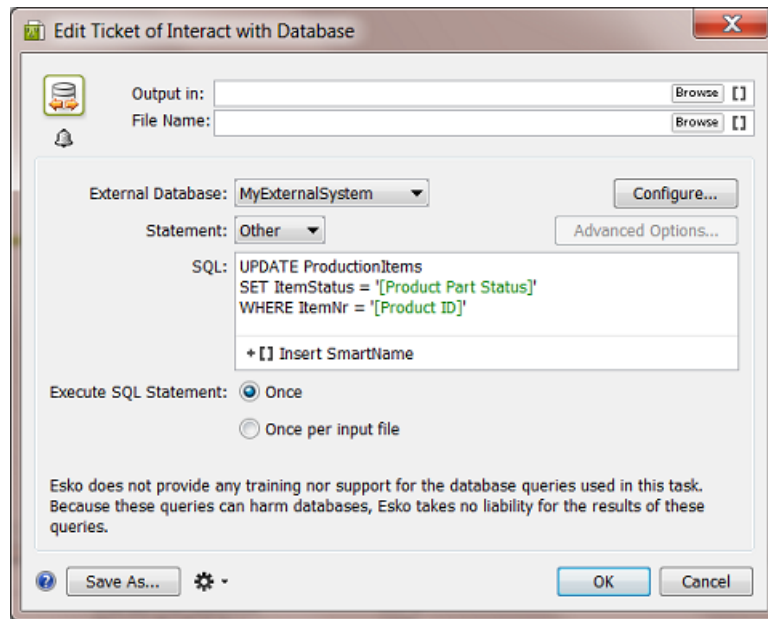 Edit Ticket of Interact with Database
Output in: Browse []
File Name: Browse []
External Database: MyExternalSystem Configure...
Statement: Other Advanced Options...
SQL: UPDATE ProductionItems
SET ItemStatus = '[Product Part Status]'
WHERE ItemNr = '[Product ID]'
+[] Insert SmartName
Execute SQL Statement: Once
Once per input file
Esko does not provide any training nor support for the database queries used in this task.
Because these queries can harm databases, Esko takes no liability for the results of these
queries.
? Save As... OK Cancel